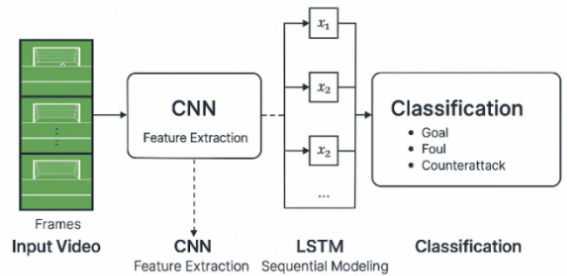 x₁
CNN
Feature Extraction
x₂
x₂
...
Classification
• Goal
• Foul
• Counterattack
Frames
Input Video
CNN
Feature Extraction
LSTM
Sequential Modeling
Classification